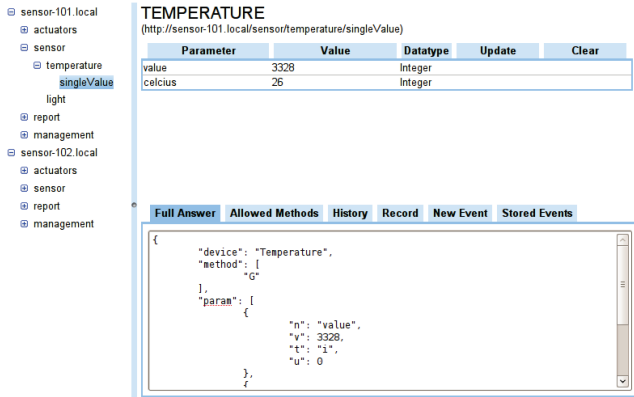 sensor-101.local
actuators
sensor
temperature
singleValue
light
report
management
sensor-102.local
actuators
sensor
report
management
TEMPERATURE
(http://sensor-101.local/sensor/temperature/singleValue)
Parameter Value Datatype Update Clear
value 3328 Integer
celcius 26 Integer
Full Answer Allowed Methods History Record New Event Stored Events
{
"device": "Temperature",
"method": [
"G"
],
"param": [
{
"n": "value",
"v": 3328,
"t": "i",
"u": 0
},
{